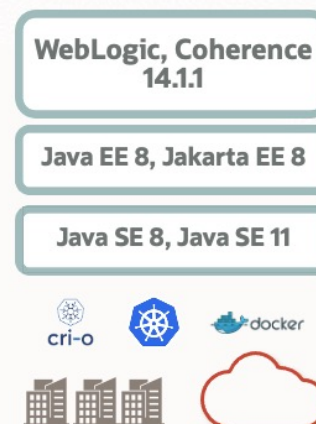 WebLogic, Coherence
14.1.1
Java EE 8, Jakarta EE 8
Java SE 8, Java SE 11
cri-o
docker